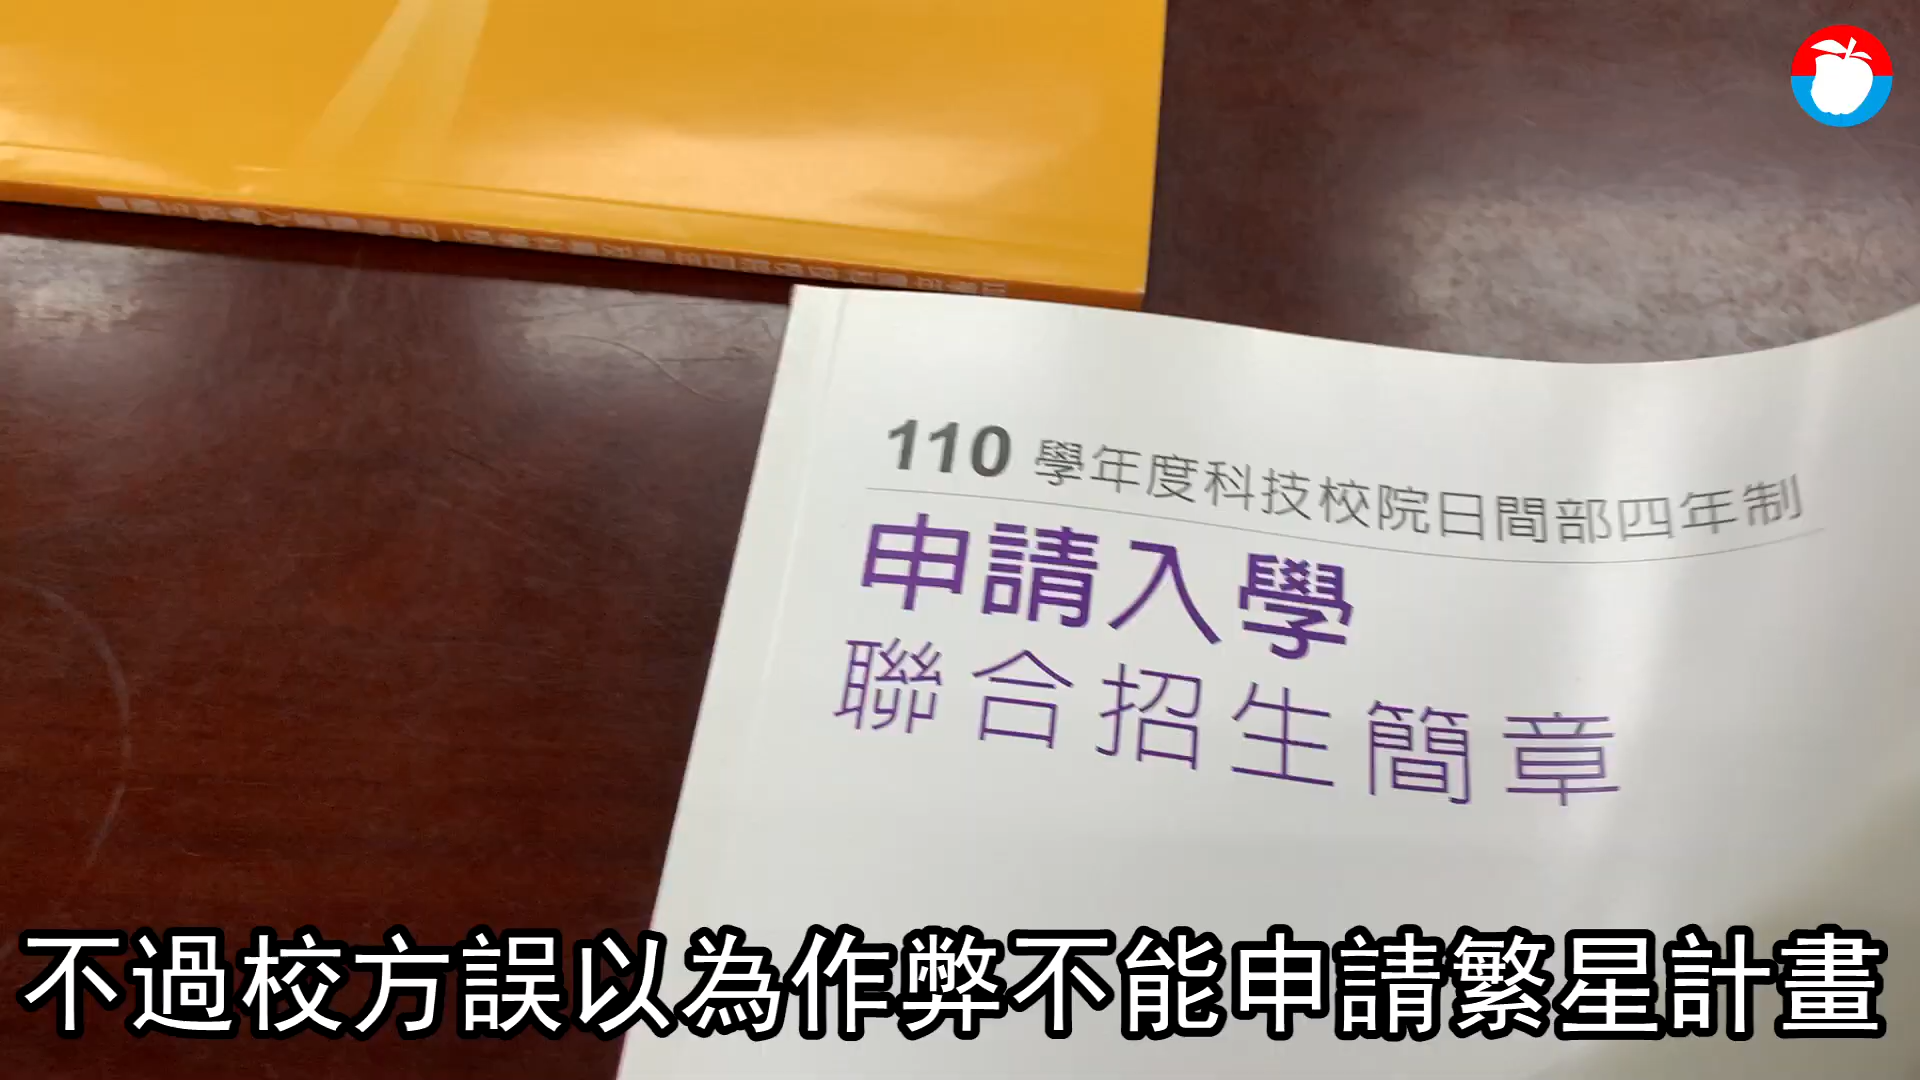 110 學年度科技校院日間部四年制
申請入學
聯合招生簡章
不過校方誤以為作弊不能申請繁星計畫